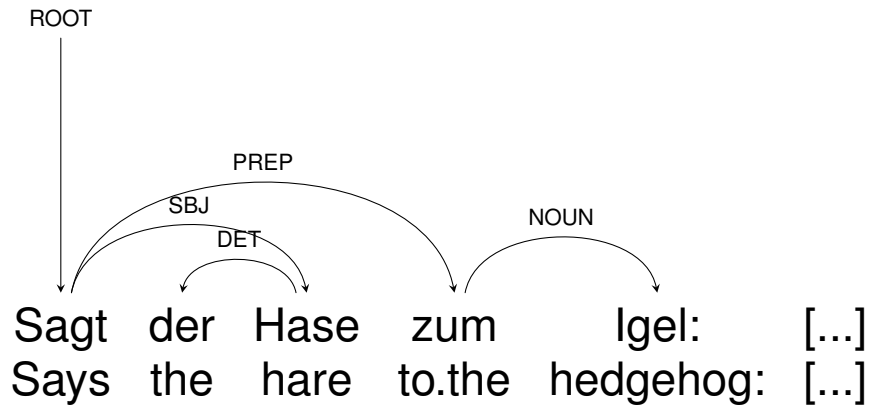 ROOT
PREP
SBJ
NOUN
DET
Sagt der Hase zum Igel: [...]
Says the hare to.the hedgehog: [...]